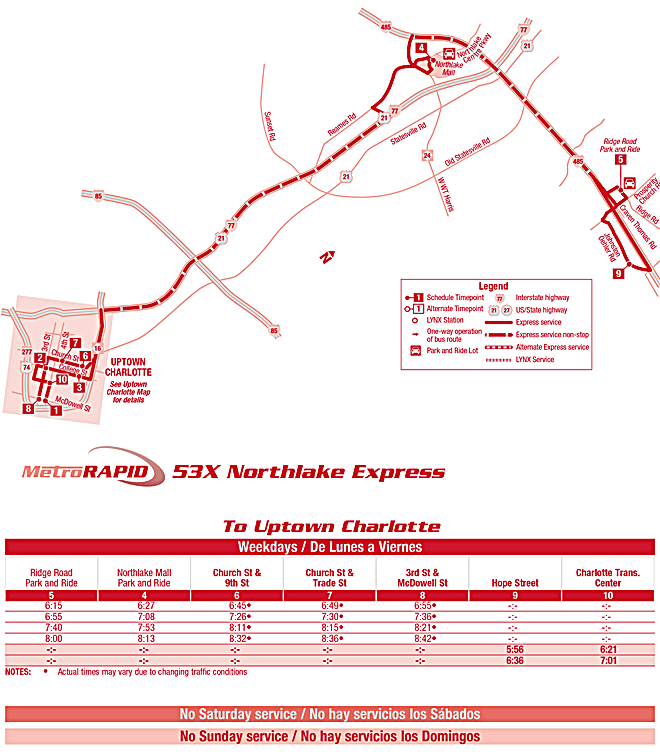 485
77
21
4
Northlake
Centre Pkwy
Northlake
Mall
Reames Rd
21
77
Sunset Rd
Statesville Rd
Old Statesville Rd
21
24
W WT Harris
485
Ridge Road
Park and Ride
5
Prosperity
Church R
Ridge Rd
Craven Thomas Rd
Johnston
Oehler Rd
9
85
77
21
N
85
16
277
74
3rd St
4th St
7
Church St
6
2
College St
10
3
McDowell St
8
1
UPTOWN
CHARLOTTE
See Uptown
Charlotte Map
for details
Legend
1 Schedule Timepoint
1 Alternate Timepoint
LYNX Station
One-way operation
of bus route
Park and Ride Lot
77 Interstate highway
21 27 US/State highway
Express service
Express service non-stop
Alternate Express service
LYNX Service
MetroRAPID 53X Northlake Express
To Uptown Charlotte
Weekdays / De Lunes a Viernes
Ridge Road Northlake Mall Church St & Church St & 3rd St & Charlotte Trans.
Park and Ride Park and Ride 9th St Trade St McDowell St Hope Street Center
5 4 6 7 8 9 10
6:15 6:27 6:45• 6:49• 6:55• -:- -:-
6:55 7:08 7:26• 7:30• 7:36• -:- -:-
7:40 7:53 8:11• 8:15• 8:21• -:- -:-
8:00 8:13 8:32• 8:36• 8:42• -:- -:-
-:- -:- -:- -:- -:- 5:56 6:21
-:- -:- -:- -:- -:- 6:36 7:01
NOTES: • Actual times may vary due to changing traffic conditions
No Saturday service / No hay servicios los Sábados
No Sunday service / No hay servicios los Domingos